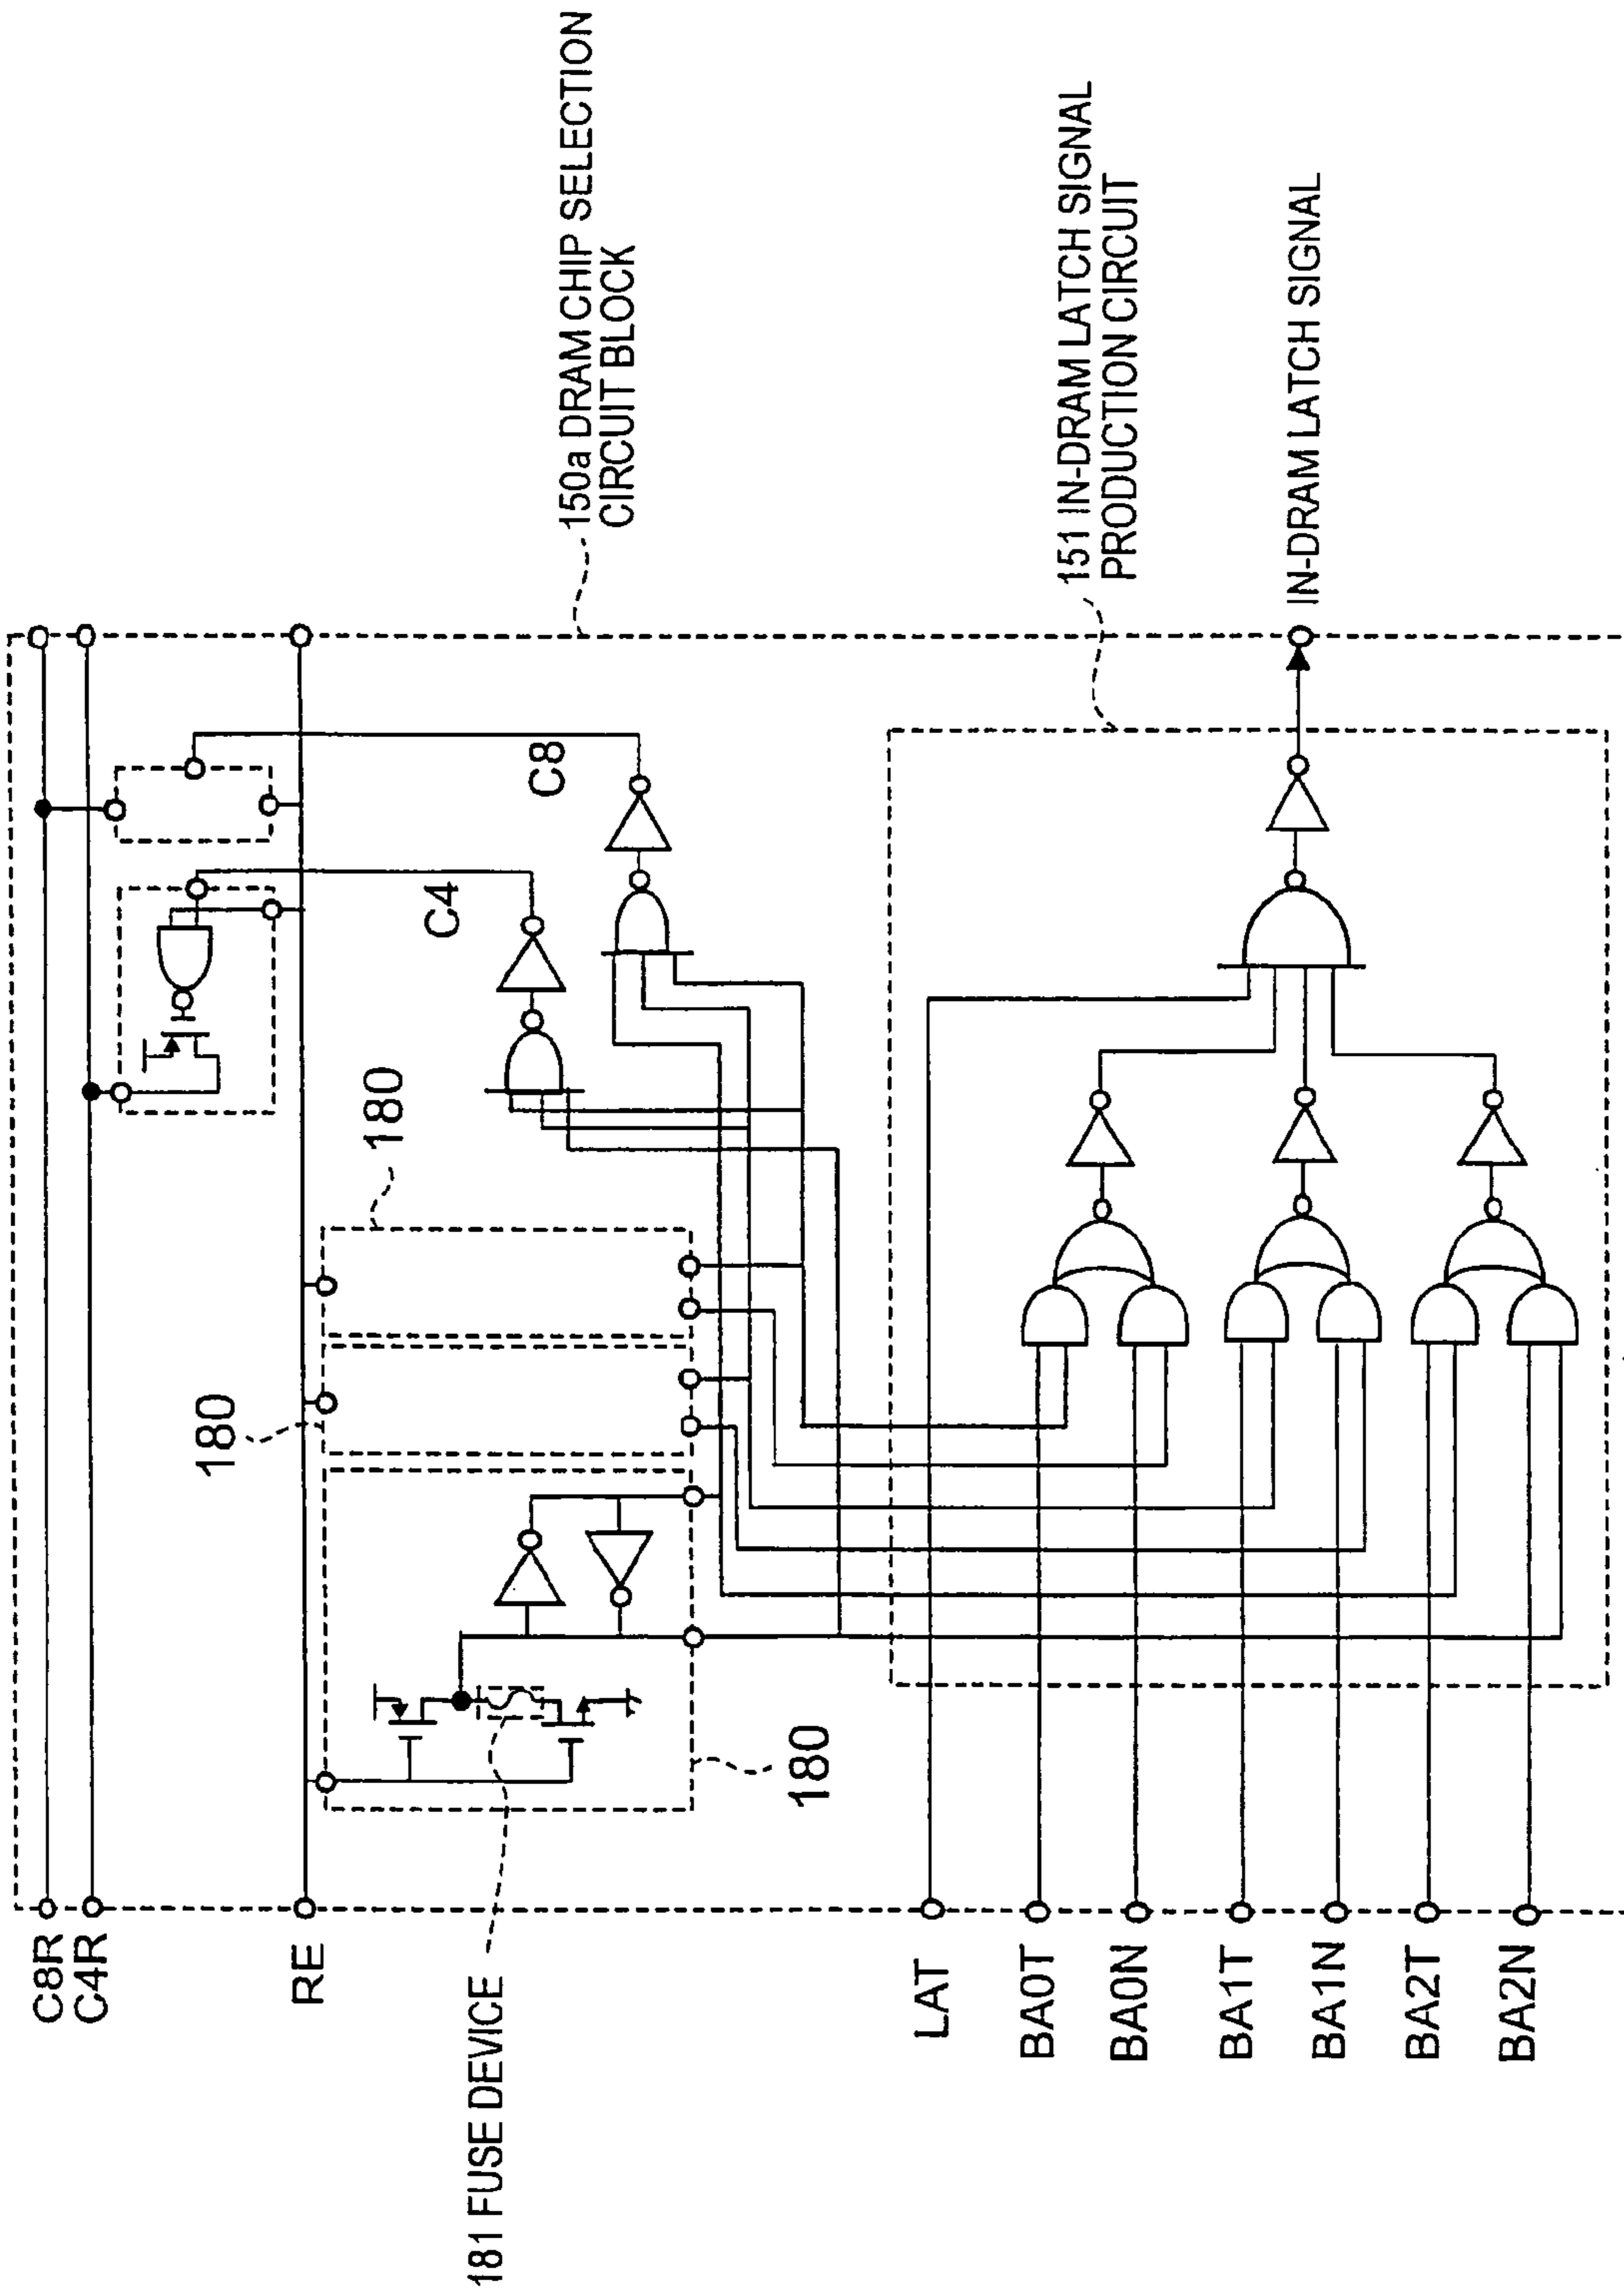 C8R
C4R
RE
181 FUSE DEVICE
LAT
BA0T
BA0N
BA1T
BA1N
BA2T
BA2N
180
180
180
C4
C8
150a DRAM CHIP SELECTION
CIRCUIT BLOCK
151 IN-DRAM LATCH SIGNAL
PRODUCTION CIRCUIT
IN-DRAM LATCH SIGNAL